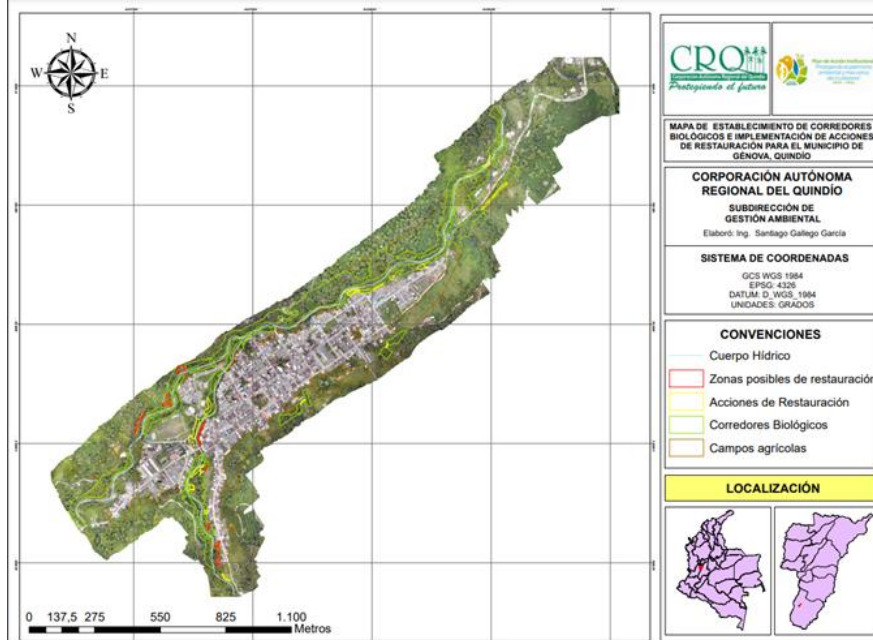 N
W
E
S
CRQ
Corporación Autónoma Regional del Quindío
Protegiendo el futuro
MAPA DE ESTABLECIMIENTO DE CORREDORES
BIOLÓGICOS E IMPLEMENTACIÓN DE ACCIONES
DE RESTAURACIÓN PARA EL MUNICIPIO DE
GÉNOVA, QUINDÍO
CORPORACIÓN AUTÓNOMA
REGIONAL DEL QUINDÍO
SUBDIRECCIÓN DE
GESTIÓN AMBIENTAL
Elaboró: Ing. Santiago Gallego García
SISTEMA DE COORDENADAS
GCS WGS 1984
EPSG: 4326
DATUM: D_WGS_1984
UNIDADES: GRADOS
CONVENCIONES
Cuerpo Hídrico
Zonas posibles de restauración
Acciones de Restauración
Corredores Biológicos
Campos agrícolas
LOCALIZACIÓN
0 137,5 275 550 825 1.100
Metros